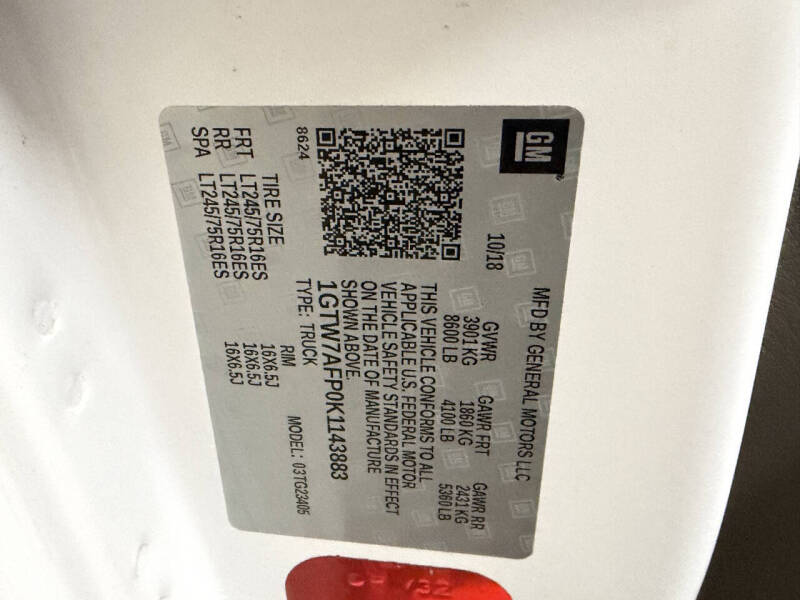 GM
MFD BY GENERAL MOTORS LLC
10/18 GVWR GAWR FRT GAWR RR
3901 KG 1860 KG 2431 KG
8600 LB 4100 LB 5360 LB
THIS VEHICLE CONFORMS TO ALL
APPLICABLE U.S. FEDERAL MOTOR
VEHICLE SAFETY STANDARDS IN EFFECT
ON THE DATE OF MANUFACTURE
SHOWN ABOVE.
1GTW7AFP0K1143883
TYPE: TRUCK
8624
MODEL: 03TG23405
TIRE SIZE RIM
FRT LT245/75R16ES 16X6.5J
RR LT245/75R16ES 16X6.5J
SPA LT245/75R16ES 16X6.5J